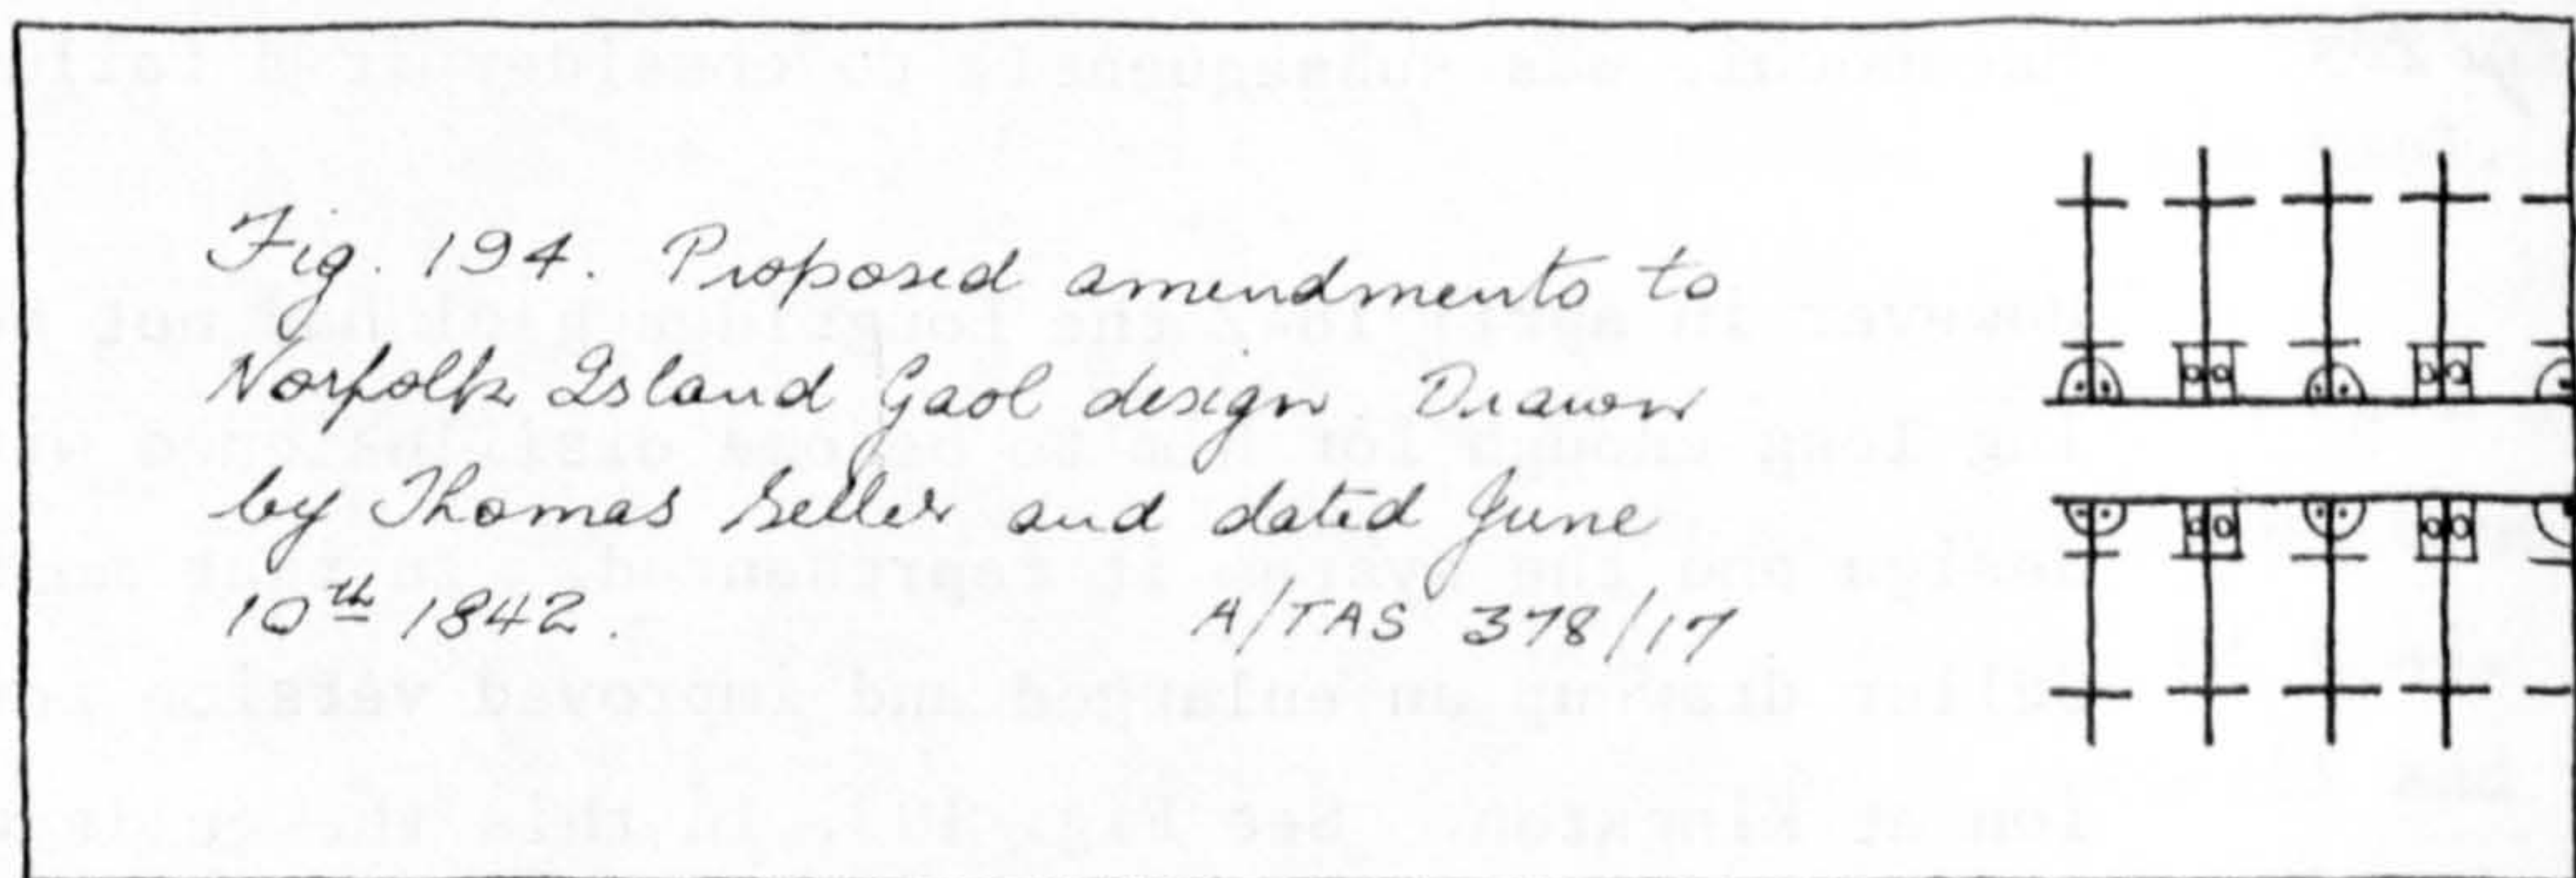 Fig. 194. Proposed amendments to
Norfolk Island Gaol design. Drawn
by Thomas Seller and dated June
10th 1842. A/TAS 378/17